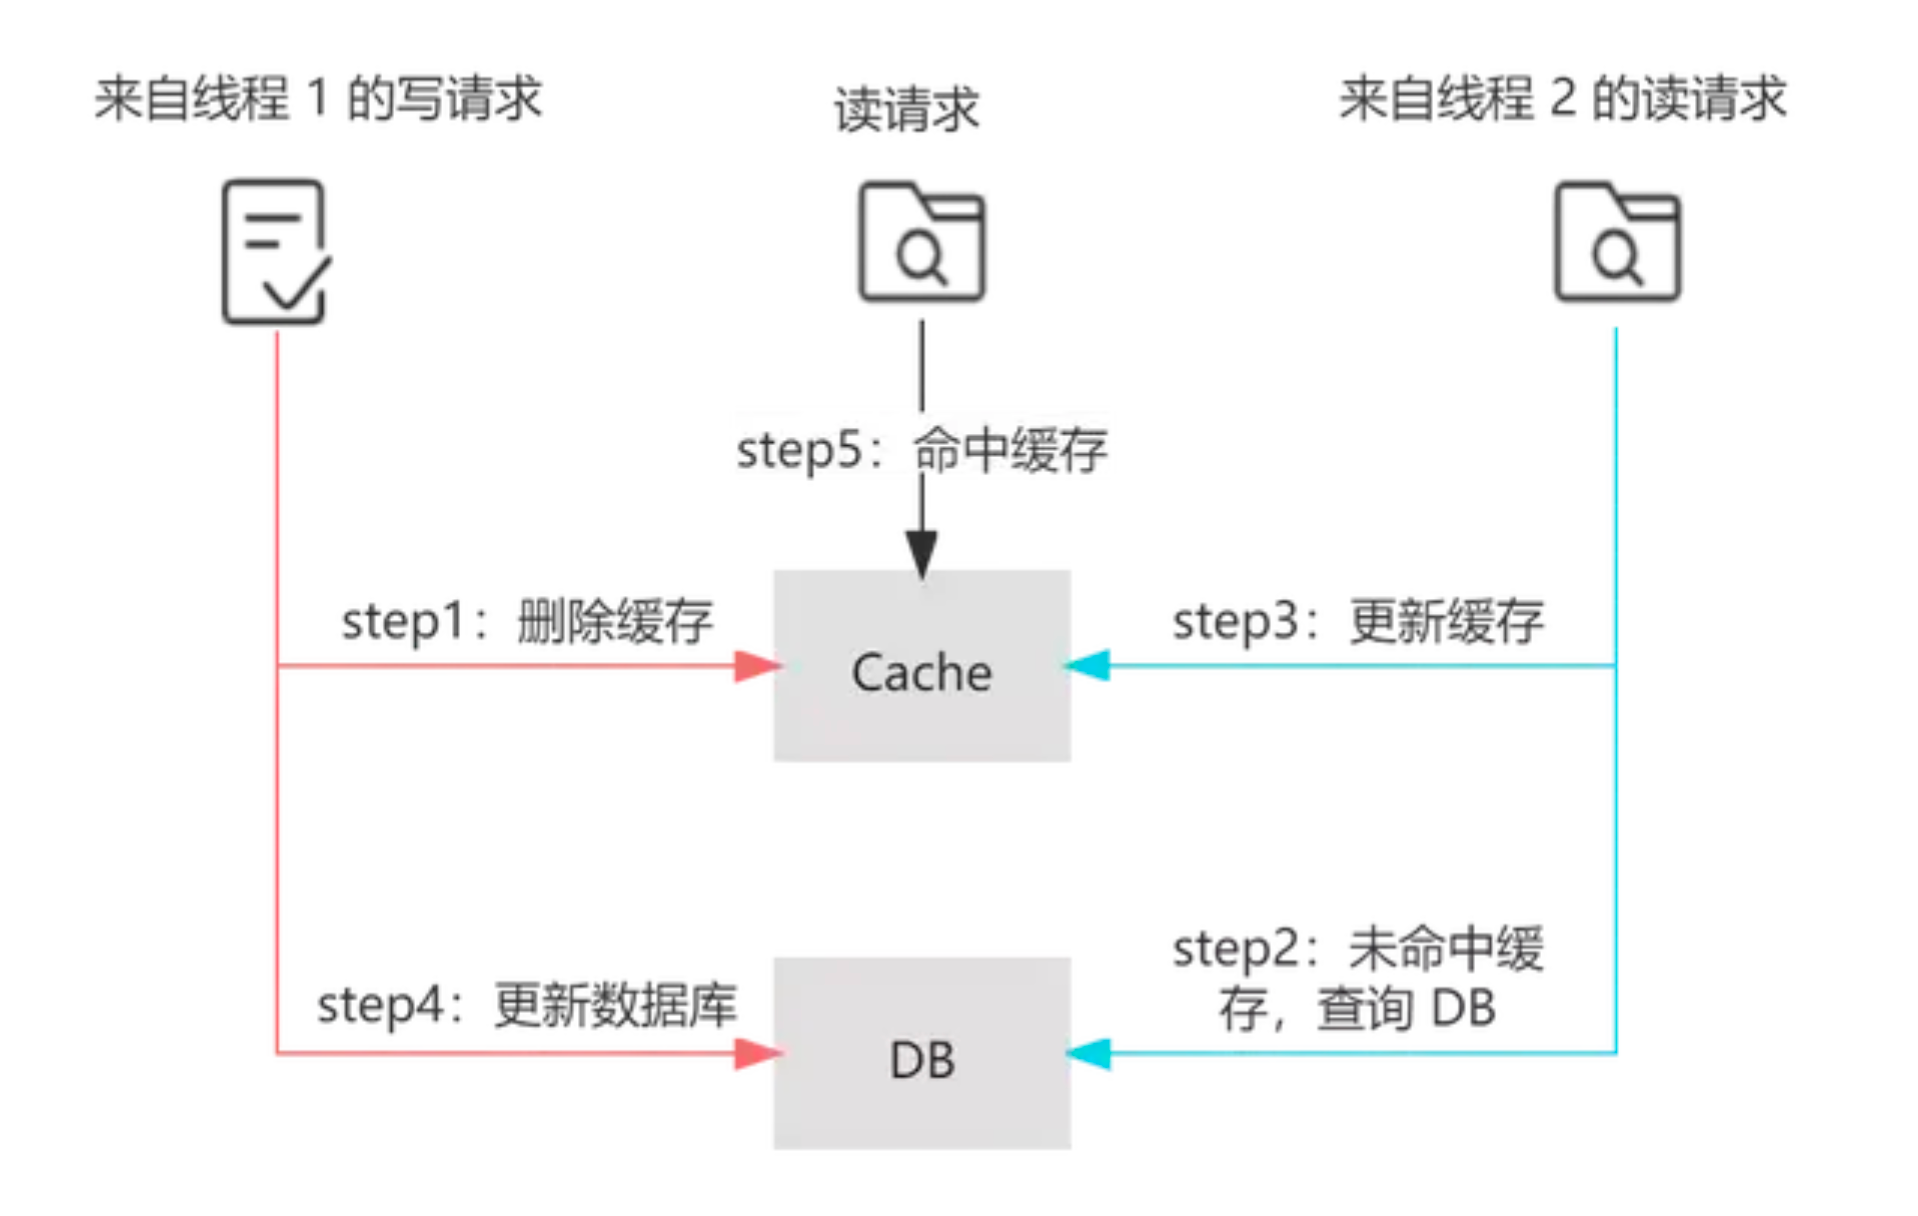 来自线程 1 的写请求
读请求
来自线程 2 的读请求
step5：命中缓存
step1：删除缓存
step3：更新缓存
Cache
step4：更新数据库
step2：未命中缓
存，查询 DB
DB